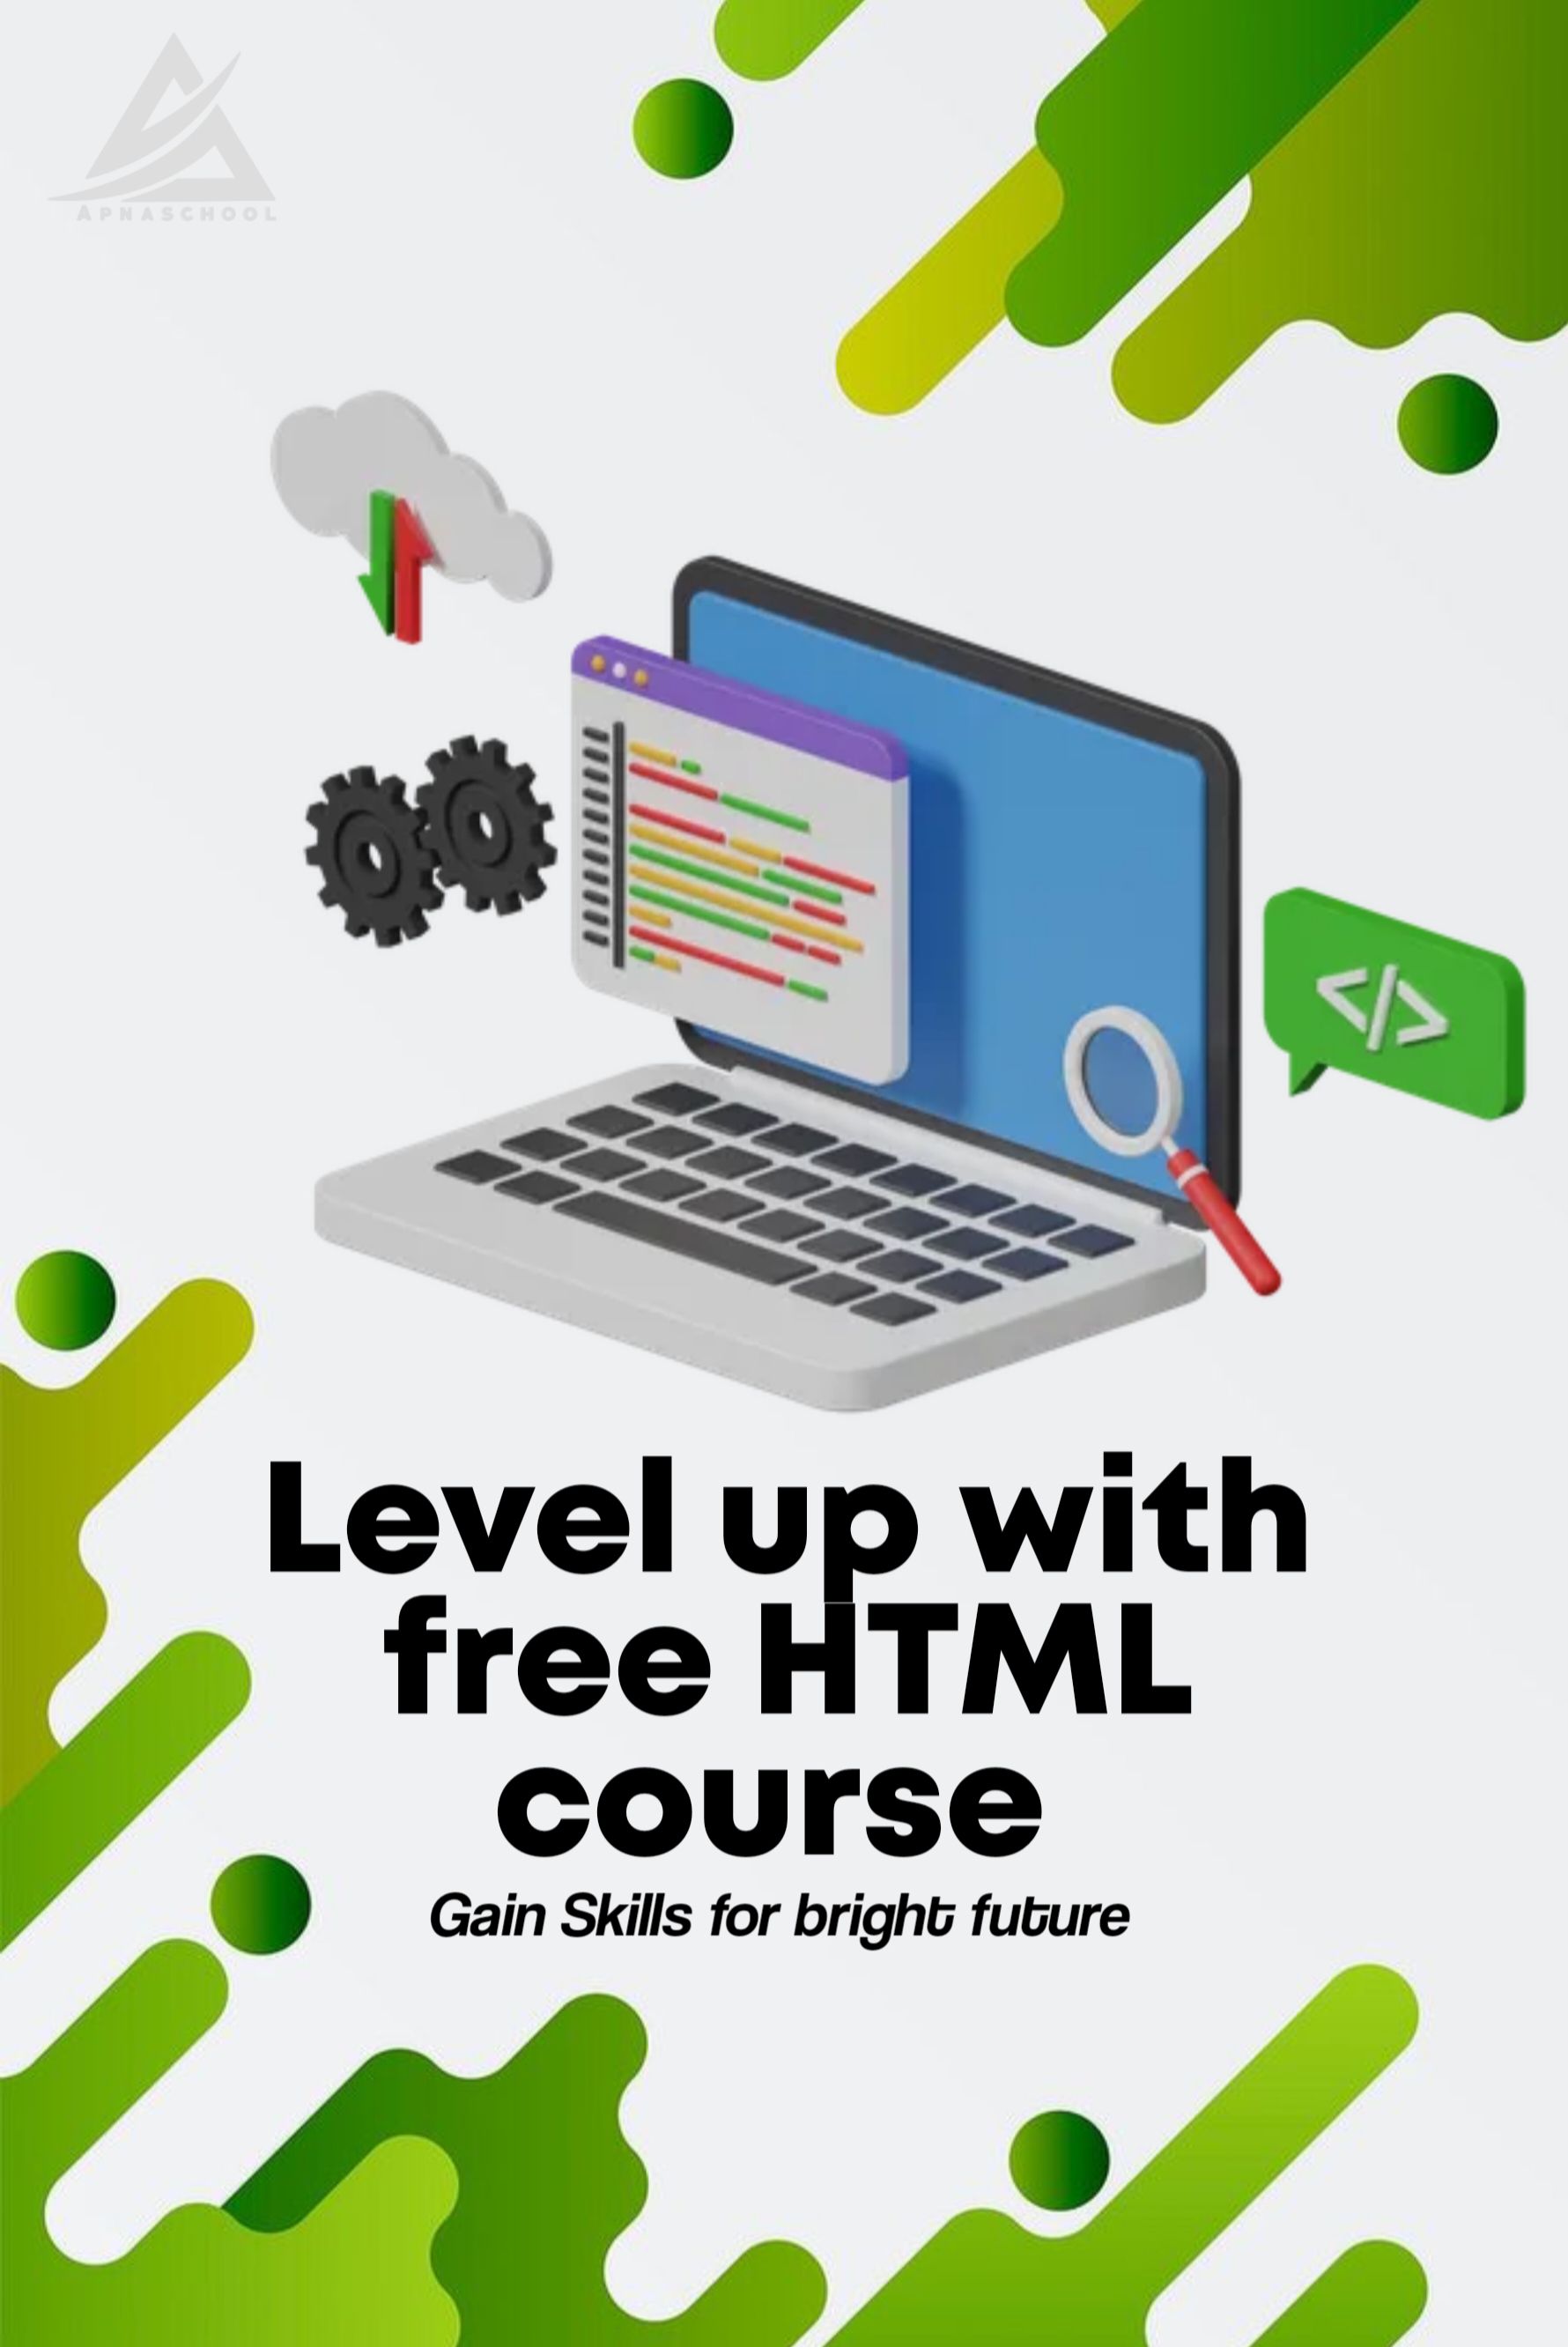 APNASCHOOL
</>
Level up with
free HTML
course
Gain Skills for bright future